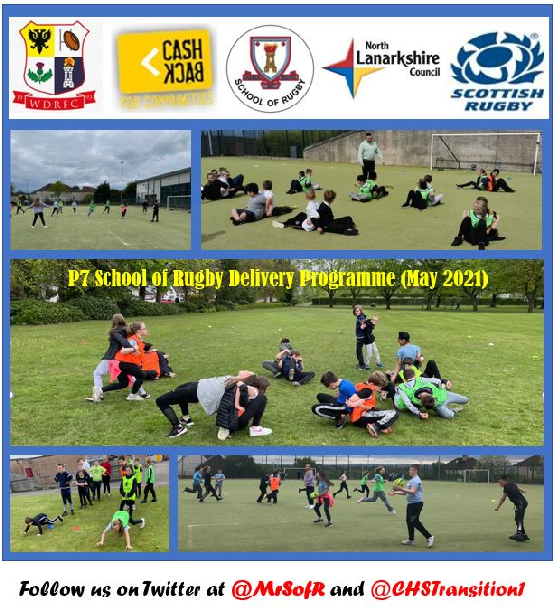 WDRFC
CASH
BACK
FOR COMMUNITIES
SCHOOL OF RUGBY
North
Lanarkshire
Council
SCOTTISH
RUGBY
P7 School of Rugby Delivery Programme (May 2021)
Follow us on Twitter at @MrSofR and @CHSTransition1